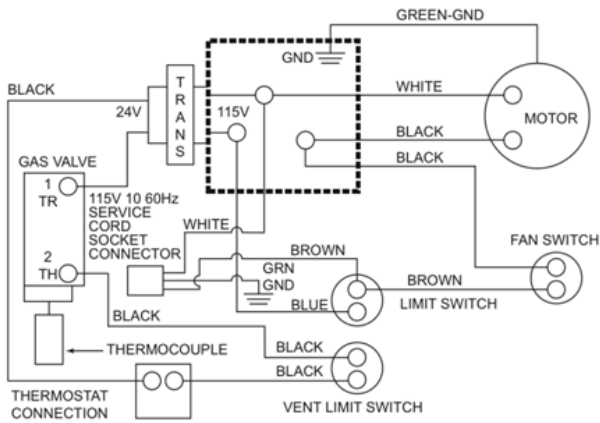 GREEN-GND
GND
BLACK
TRANS
24V
115V
WHITE
MOTOR
BLACK
BLACK
GAS VALVE
1
TR
115V 10 60Hz
SERVICE
CORD
SOCKET
CONNECTOR
WHITE
FAN SWITCH
2
TH
BROWN
GRN
GND
BROWN
BLUE
LIMIT SWITCH
BLACK
THERMOCOUPLE
BLACK
BLACK
THERMOSTAT
CONNECTION
VENT LIMIT SWITCH